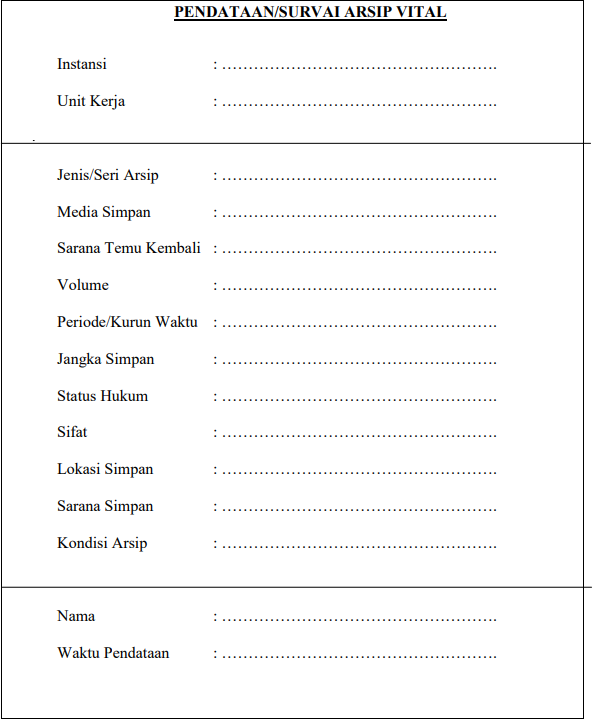 PENDATAAN/SURVAI ARSIP VITAL
Instansi : …………………………………………….
Unit Kerja : …………………………………………….
.
Jenis/Seri Arsip : …………………………………………….
Media Simpan : …………………………………………….
Sarana Temu Kembali : …………………………………………….
Volume : …………………………………………….
Periode/Kurun Waktu : …………………………………………….
Jangka Simpan : …………………………………………….
Status Hukum : …………………………………………….
Sifat : …………………………………………….
Lokasi Simpan : …………………………………………….
Sarana Simpan : …………………………………………….
Kondisi Arsip : …………………………………………….
Nama : …………………………………………….
Waktu Pendataan : …………………………………………….